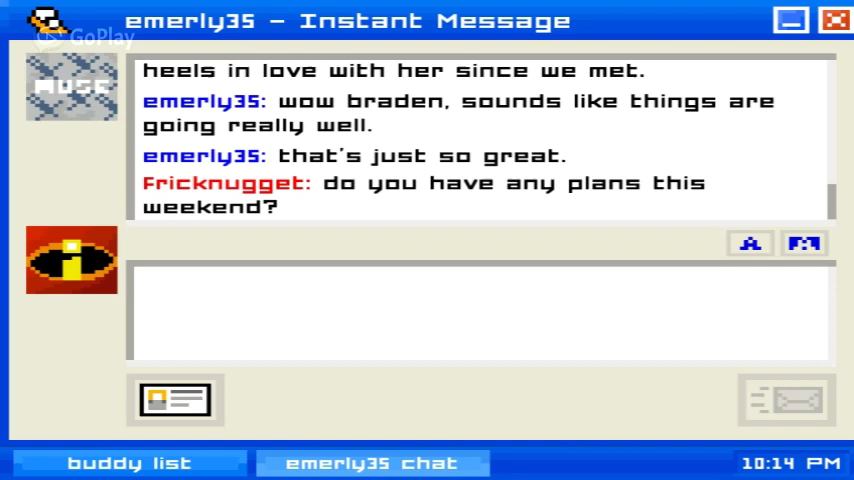 emerly35 - Instant Message
GoPlay
MUSE
heels in love with her since we met.
emerly35: wow braden, sounds like things are
going really well.
emerly35: that's just so great.
Fricknugget: do you have any plans this
weekend?
A
i
buddy list
emerly35 chat
10:14 PM